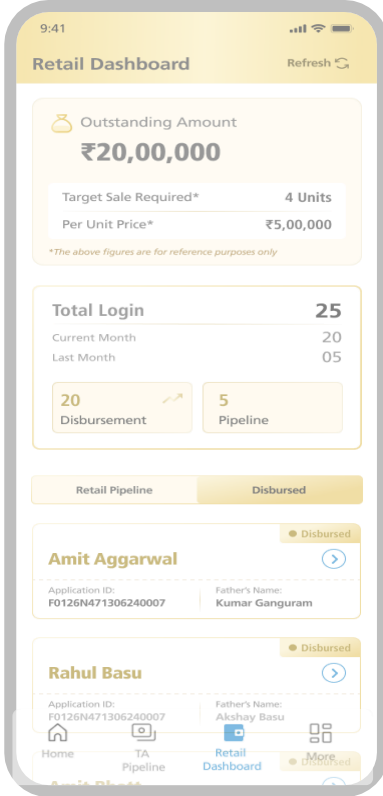 9:41
Retail Dashboard
Refresh
Outstanding Amount
₹20,00,000
Target Sale Required*
4 Units
Per Unit Price*
₹5,00,000
*The above figures are for reference purposes only
Total Login
25
Current Month
20
Last Month
05
20
Disbursement
5
Pipeline
Retail Pipeline
Disbursed
Disbursed
Amit Aggarwal
Application ID:
F0126N471306240007
Father's Name:
Kumar Ganguram
Disbursed
Rahul Basu
Application ID:
F0126N471306240007
Father's Name:
Akshay Basu
Disbursed
Amit Bhatt
Home
TA
Pipeline
Retail
Dashboard
More